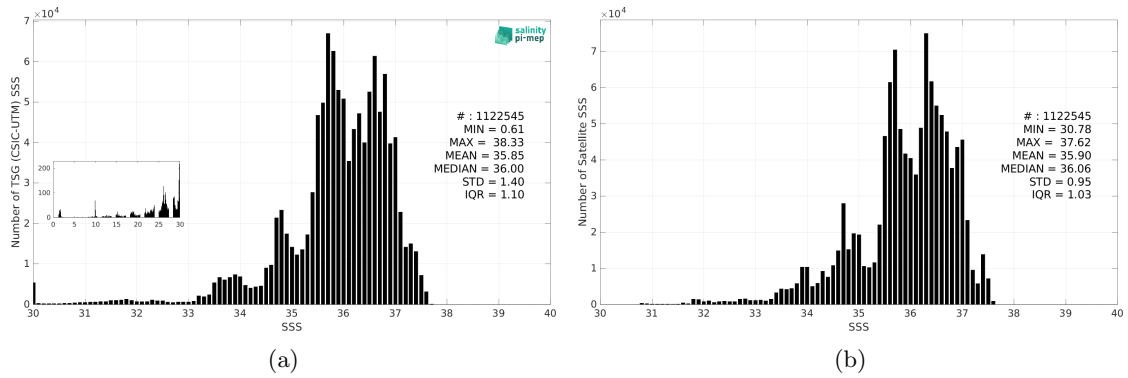 ×10⁴
7
6
5
4
3
2
1
0
Number of TSG (CSIC-UTM) SSS
salinity
pi-mep
# : 1122545
MIN = 0.61
MAX = 38.33
MEAN = 35.85
MEDIAN = 36.00
STD = 1.40
IQR = 1.10
200
100
0
0 5 10 15 20 25 30
30 31 32 33 34 35 36 37 38 39 40
SSS
(a)
×10⁴
7
6
5
4
3
2
1
0
Number of Satellite SSS
# : 1122545
MIN = 30.78
MAX = 37.62
MEAN = 35.90
MEDIAN = 36.06
STD = 0.95
IQR = 1.03
30 31 32 33 34 35 36 37 38 39 40
SSS
(b)